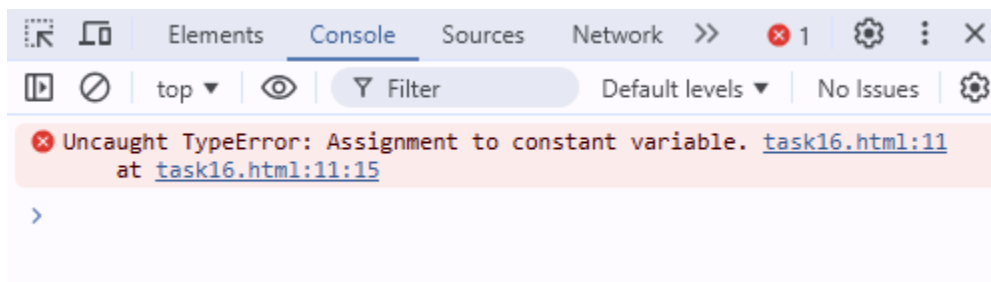 Elements Console Sources Network >> 1
top ▼ Filter Default levels ▼ No Issues
Uncaught TypeError: Assignment to constant variable. task16.html:11
at task16.html:11:15
>